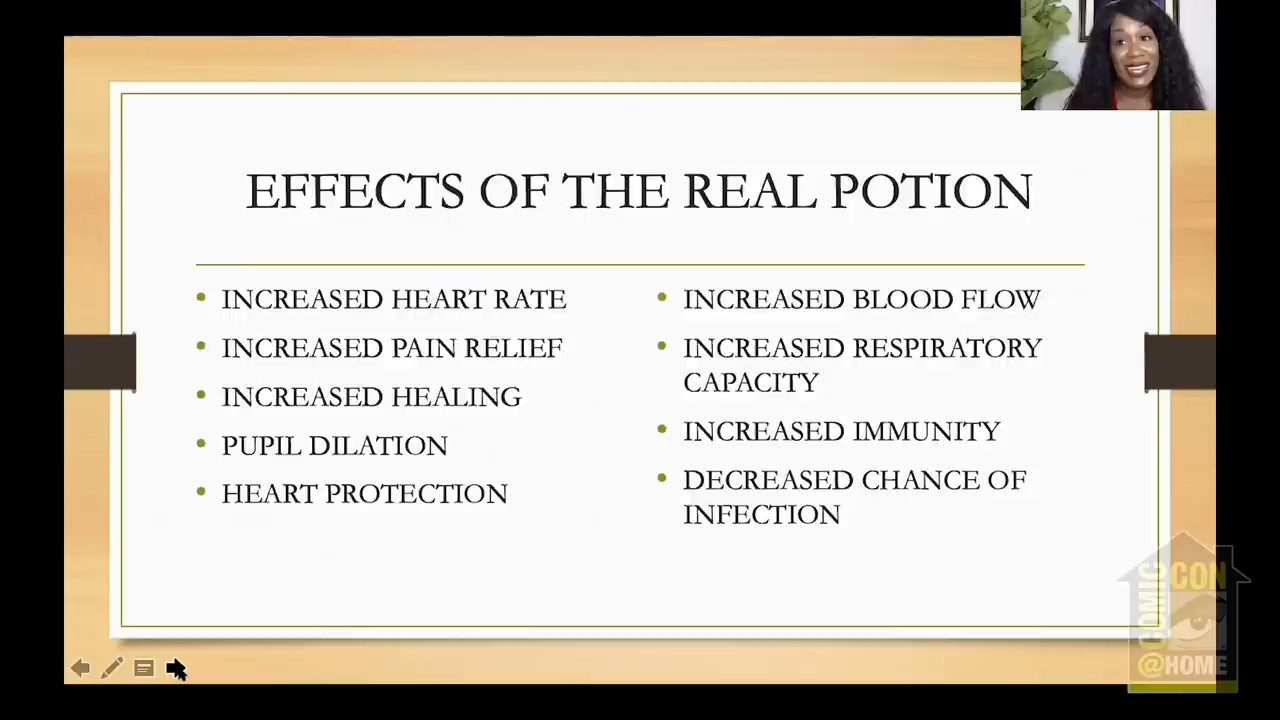 EFFECTS OF THE REAL POTION
INCREASED HEART RATE
INCREASED PAIN RELIEF
INCREASED HEALING
PUPIL DILATION
HEART PROTECTION
INCREASED BLOOD FLOW
INCREASED RESPIRATORY
CAPACITY
INCREASED IMMUNITY
DECREASED CHANCE OF
INFECTION
COMIC
CON
@HOME